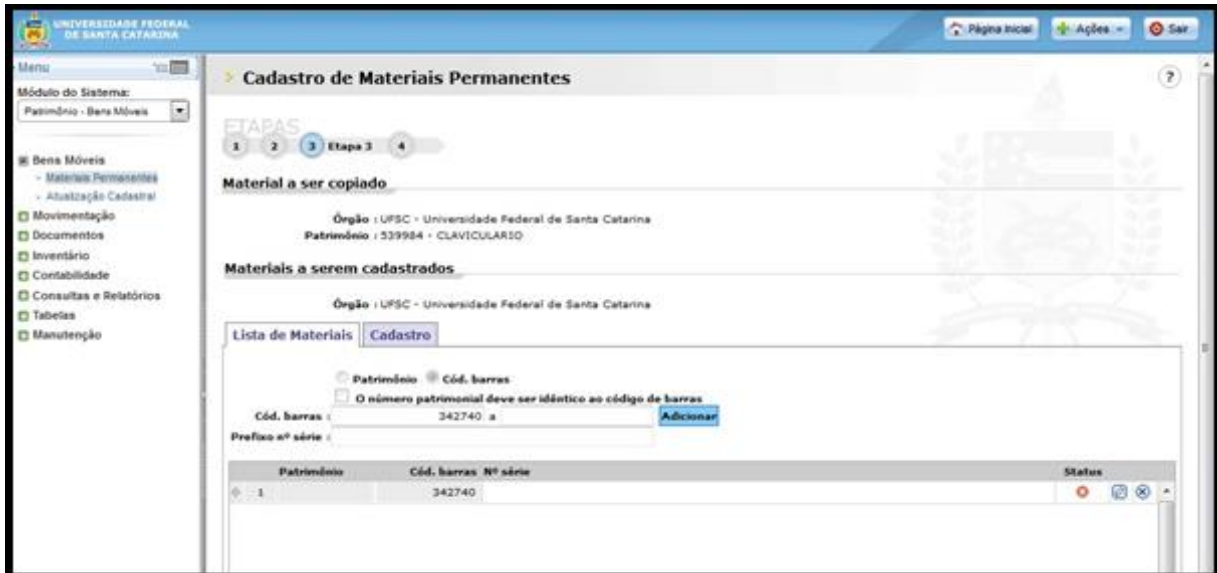 UNIVERSIDADE FEDERAL
DE SANTA CATARINA
Página Inicial
Ações
Sair
Menu
Módulo do Sistema:
Patrimônio - Bens Móveis
Bens Móveis
- Materiais Permanentes
- Atualização Cadastral
Movimentação
Documentos
Inventário
Contabilidade
Consultas e Relatórios
Tabelas
Manutenção
Cadastro de Materiais Permanentes
?
ETAPAS
1 2 3 Etapa 3 4
Material a ser copiado
Órgão : UFSC - Universidade Federal de Santa Catarina
Patrimônio : 539984 - CLAVICULARIO
Materiais a serem cadastrados
Órgão : UFSC - Universidade Federal de Santa Catarina
Lista de Materiais Cadastro
Patrimônio Cód. barras
O número patrimonial deve ser idêntico ao código de barras
Cód. barras : 342740 a Adicionar
Prefixo nº série :
Patrimônio Cód. barras Nº série Status
1 342740